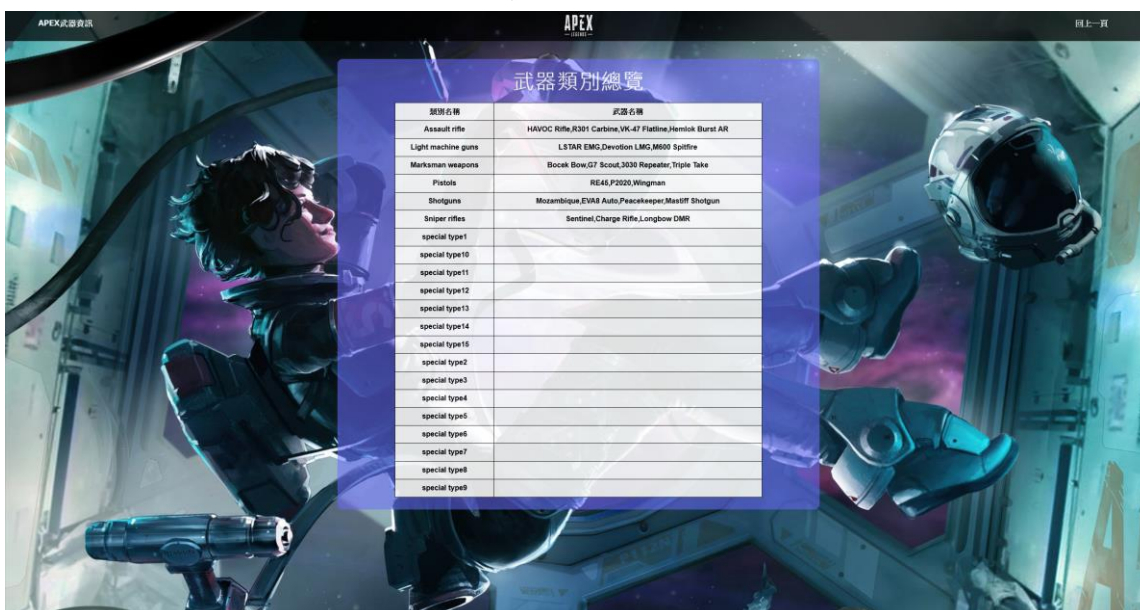 APEX武器資訊
APEX
LEGENDS
回上一頁
武器類別總覽
類別名稱 武器名稱
Assault rifle HAVOC Rifle,R301 Carbine,VK-47 Flatline,Hemlok Burst AR
Light machine guns LSTAR EMG,Devotion LMG,M600 Spitfire
Marksman weapons Bocek Bow,G7 Scout,3030 Repeater,Triple Take
Pistols RE45,P2020,Wingman
Shotguns Mozambique,EVA8 Auto,Peacekeeper,Mastiff Shotgun
Sniper rifles Sentinel,Charge Rifle,Longbow DMR
special type1
special type10
special type11
special type12
special type13
special type14
special type15
special type2
special type3
special type4
special type5
special type6
special type7
special type8
special type9